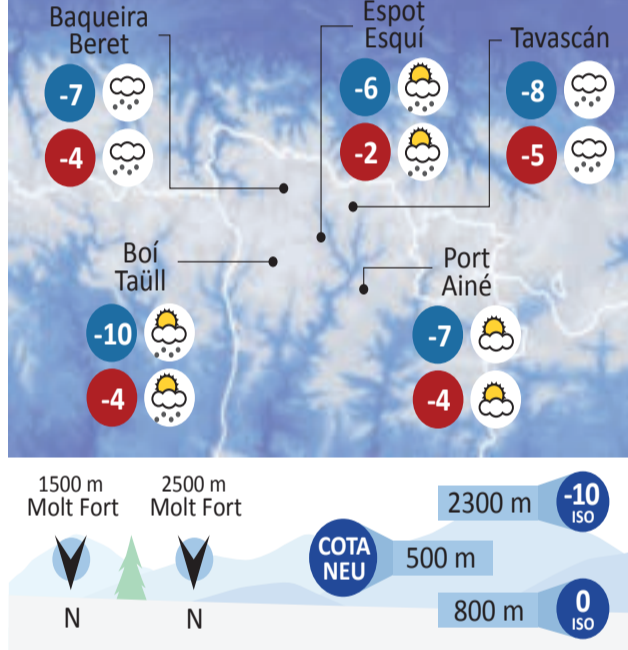 Baqueira
Beret
-7
-4
Espot
Esquí
-6
-2
Tavascán
-8
-5
Boí
Taüll
-10
-4
Port
Ainé
-7
-4
1500 m
Molt Fort
N
2500 m
Molt Fort
N
COTA
NEU
500 m
2300 m
-10
ISO
800 m
0
ISO